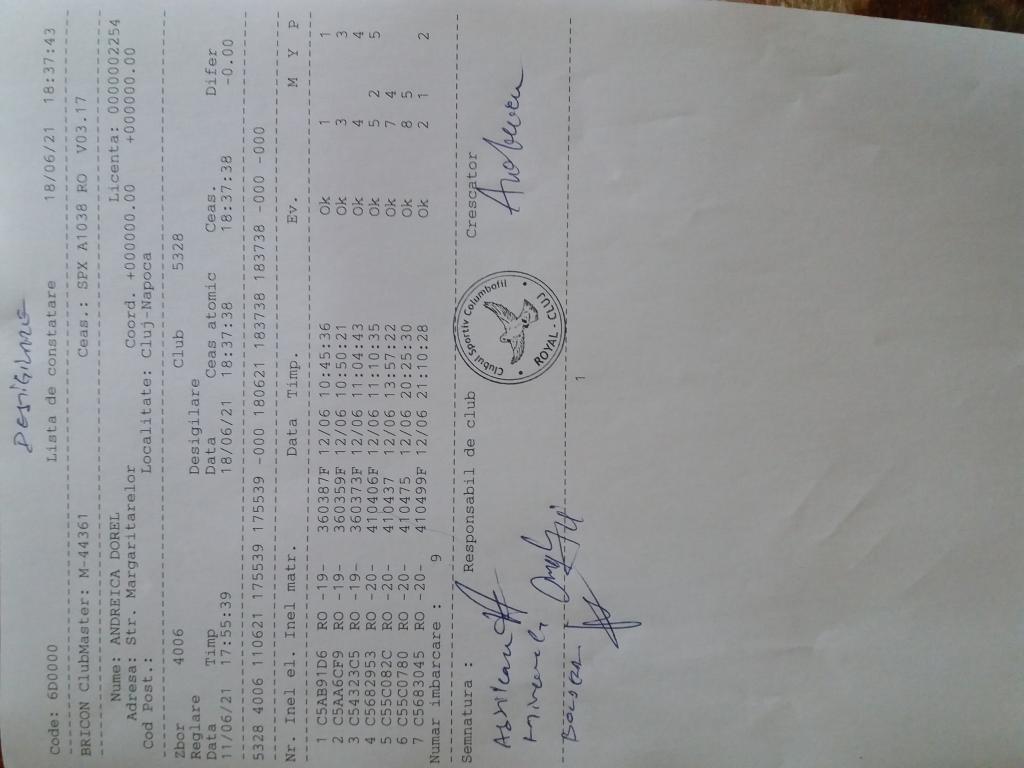 DESIGILARE
Code: 6D0000 Lista de constatare 18/06/21 18:37:43
BRICON ClubMaster: M-44361 Ceas.: SPX A1038 RO V03.17
Nume: ANDREICA DOREL Licenta: 00000002254
Adresa: Str. Margaritarelor Coord. +000000.00 +000000.00
Cod Post.: Localitate: Cluj-Napoca
Zbor 4006 Club 5328
Reglare Desigilare
Data Timp Data Ceas atomic Ceas. Difer
11/06/21 17:55:39 18/06/21 18:37:38 18:37:38 -0.00
5328 4006 110621 175539 175539 -000 180621 183738 183738 -000 -000
Nr. Inel el. Inel matr. Data Timp. Ev. M Y P
1 C5AB91D6 RO -19- 360387F 12/06 10:45:36 Ok 1 1
2 C5AA6CF9 RO -19- 360359F 12/06 10:50:21 Ok 3 3
3 C54323C5 RO -19- 360373F 12/06 11:04:43 Ok 4 4
4 C5682953 RO -20- 410406F 12/06 11:10:35 Ok 5 2 5
5 C55C082C RO -20- 410437 12/06 13:57:22 Ok 7 4
6 C55C0780 RO -20- 410475 12/06 20:25:30 Ok 8 5
7 C5683045 RO -20- 410499F 12/06 21:10:28 Ok 2 1 2
Numar imbarcare : 9
Semnatura : Responsabil de club Crescator
Clubul Sportiv Columbofil
ROYAL - CLUJ
1